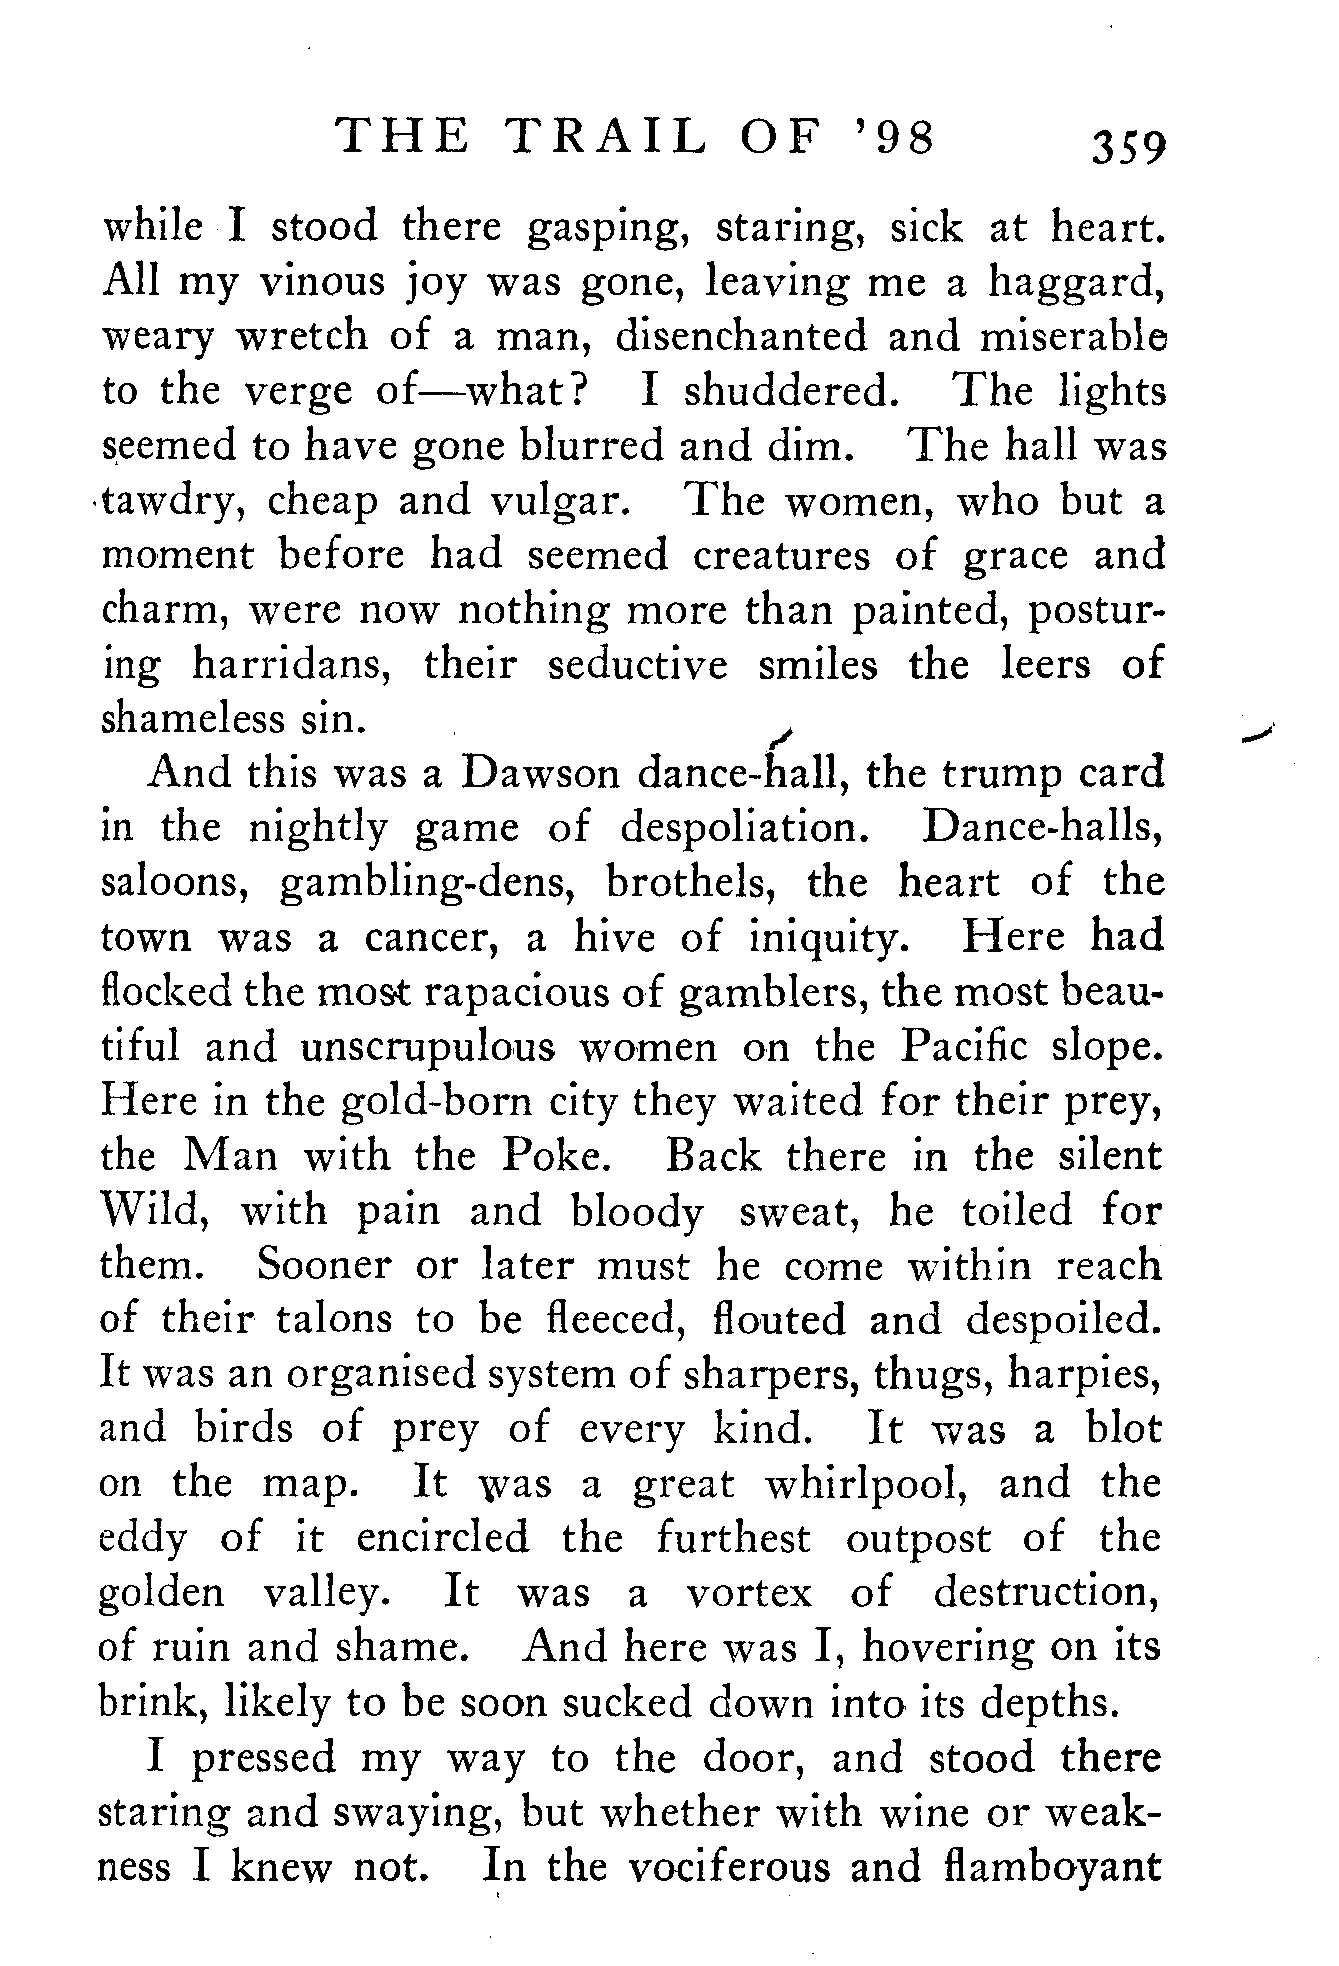 THE TRAIL OF '98 359
while I stood there gasping, staring, sick at heart.
All my vinous joy was gone, leaving me a haggard,
weary wretch of a man, disenchanted and miserable
to the verge of—what? I shuddered. The lights
seemed to have gone blurred and dim. The hall was
tawdry, cheap and vulgar. The women, who but a
moment before had seemed creatures of grace and
charm, were now nothing more than painted, postur-
ing harridans, their seductive smiles the leers of
shameless sin.
And this was a Dawson dance-hall, the trump card
in the nightly game of despoliation. Dance-halls,
saloons, gambling-dens, brothels, the heart of the
town was a cancer, a hive of iniquity. Here had
flocked the most rapacious of gamblers, the most beau-
tiful and unscrupulous women on the Pacific slope.
Here in the gold-born city they waited for their prey,
the Man with the Poke. Back there in the silent
Wild, with pain and bloody sweat, he toiled for
them. Sooner or later must he come within reach
of their talons to be fleeced, flouted and despoiled.
It was an organised system of sharpers, thugs, harpies,
and birds of prey of every kind. It was a blot
on the map. It was a great whirlpool, and the
eddy of it encircled the furthest outpost of the
golden valley. It was a vortex of destruction,
of ruin and shame. And here was I, hovering on its
brink, likely to be soon sucked down into its depths.
I pressed my way to the door, and stood there
staring and swaying, but whether with wine or weak-
ness I knew not. In the vociferous and flamboyant